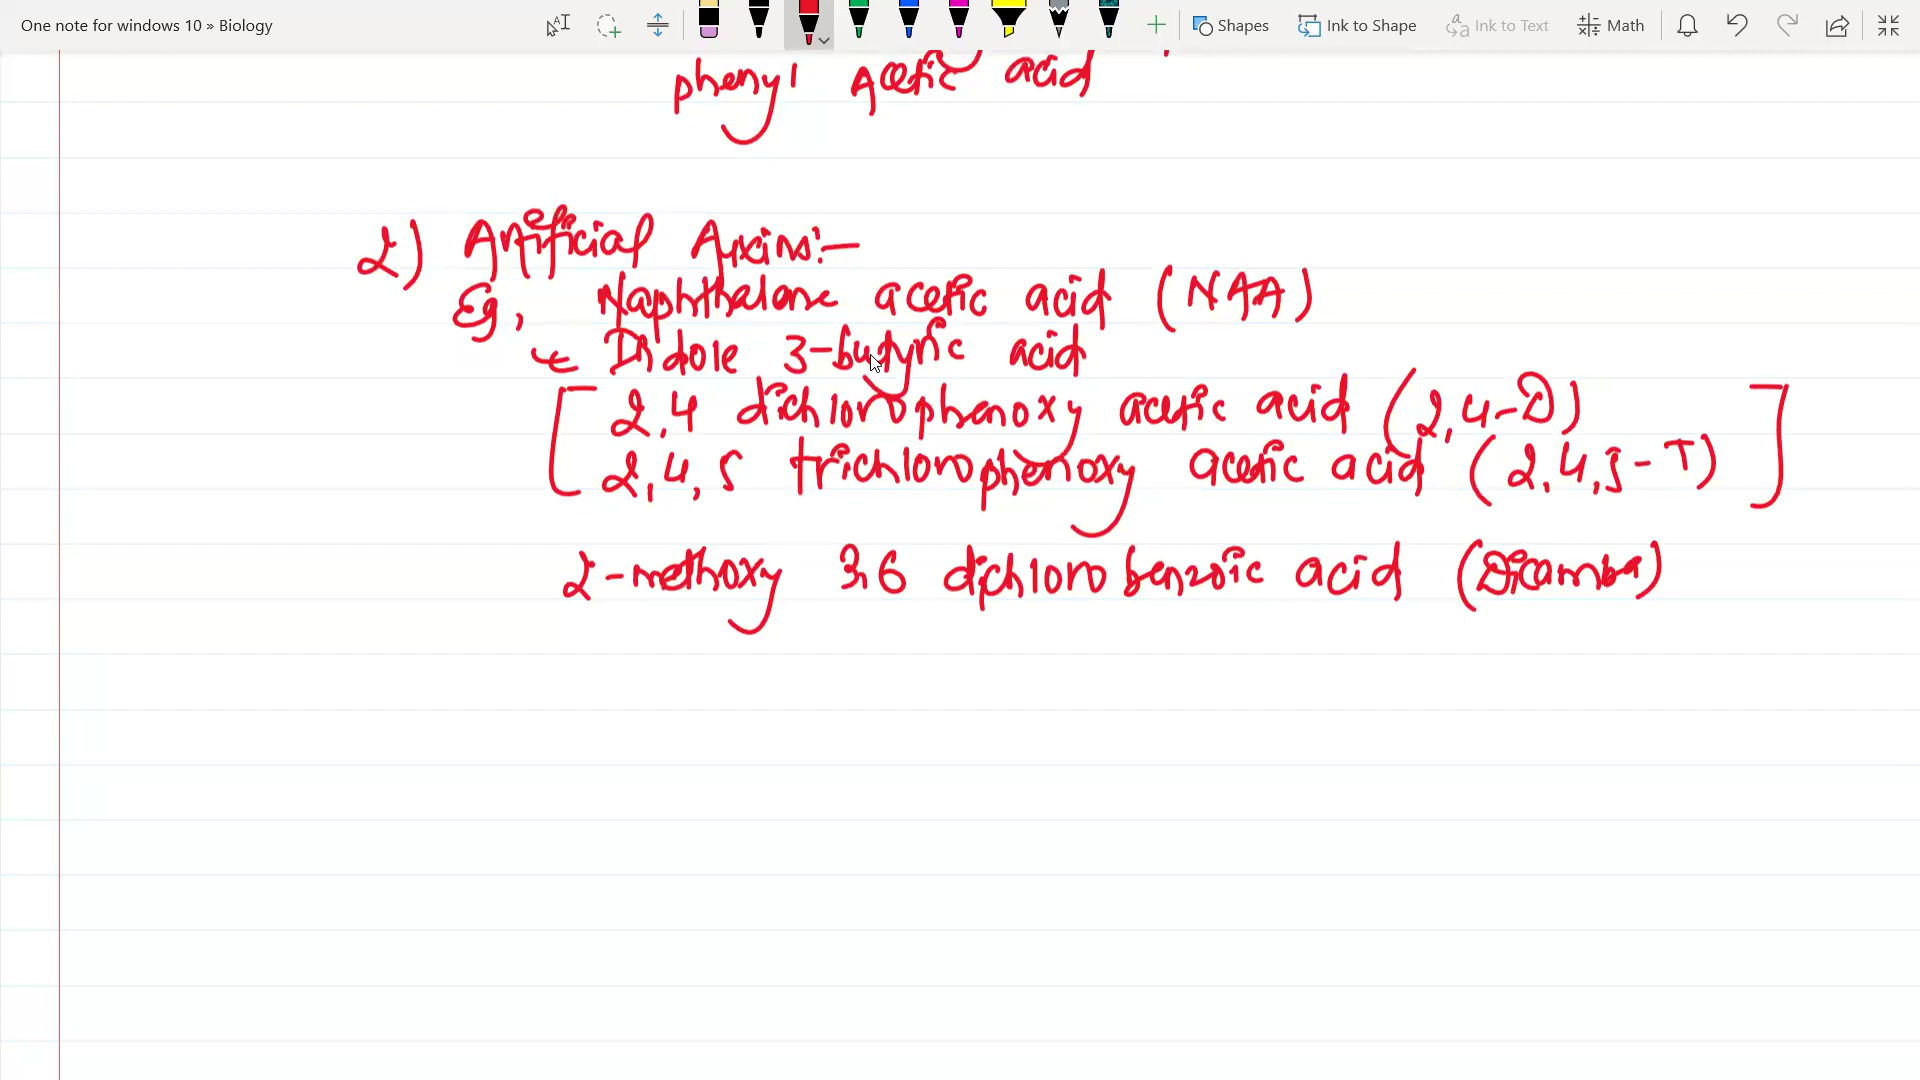 One note for windows 10 » Biology
Shapes Ink to Shape Ink to Text Math
phenyl Acetic acid
2) Artificial Auxins:-
Eg, Naphthalene acetic acid (NAA)
Indole 3-butyric acid
[ 2,4 dichlorophenoxy acetic acid (2,4-D)
2,4,5 trichlorophenoxy acetic acid (2,4,5-T) ]
2-methoxy 3,6 dichloro benzoic acid (Dicamba)